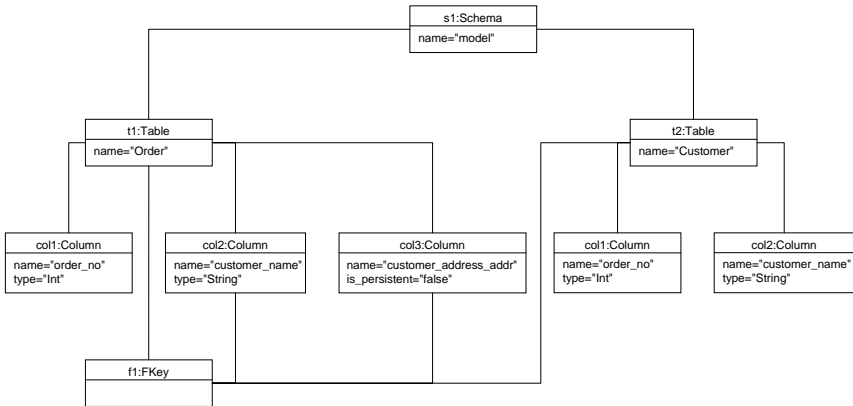 s1:Schema
name="model"
t1:Table
name="Order"
t2:Table
name="Customer"
col1:Column
name="order_no"
type="Int"
col2:Column
name="customer_name"
type="String"
col3:Column
name="customer_address_addr"
is_persistent="false"
col1:Column
name="order_no"
type="Int"
col2:Column
name="customer_name"
type="String"
f1:FKey